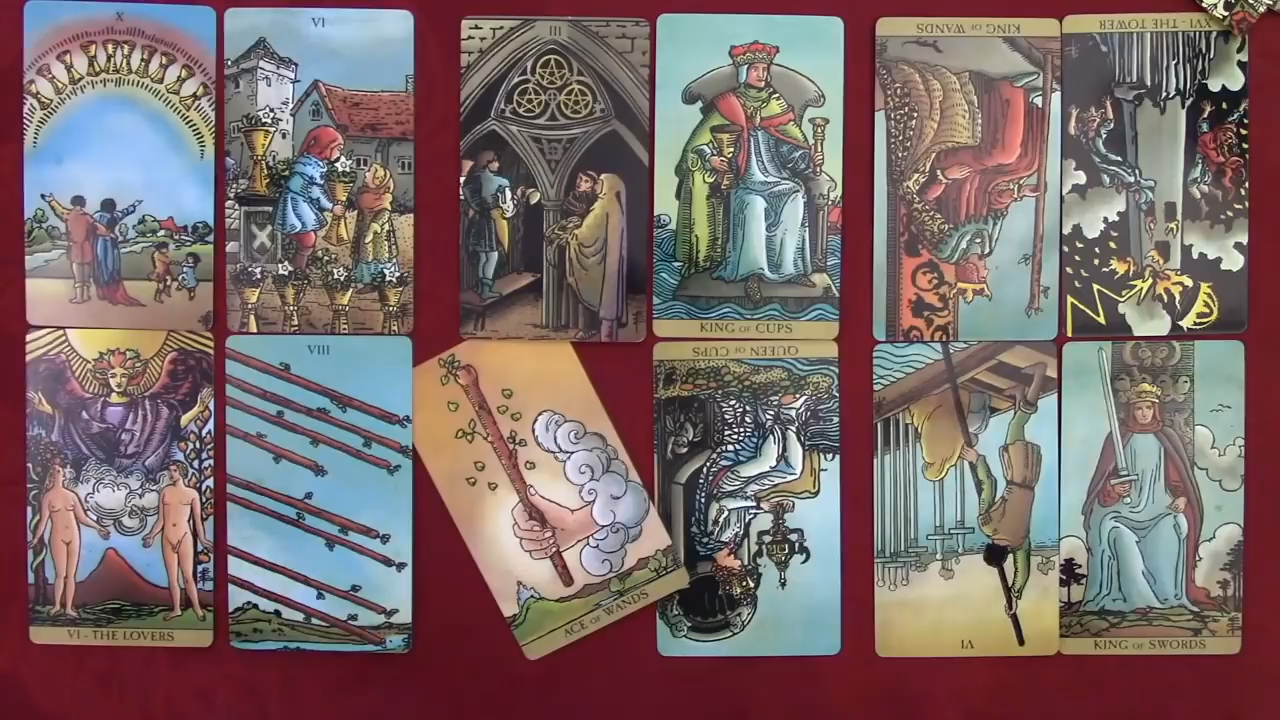 X
VI
III
KING OF CUPS
KING OF WANDS
XVI - THE TOWER
VI - THE LOVERS
VIII
ACE OF WANDS
QUEEN OF CUPS
VI
KING OF SWORDS